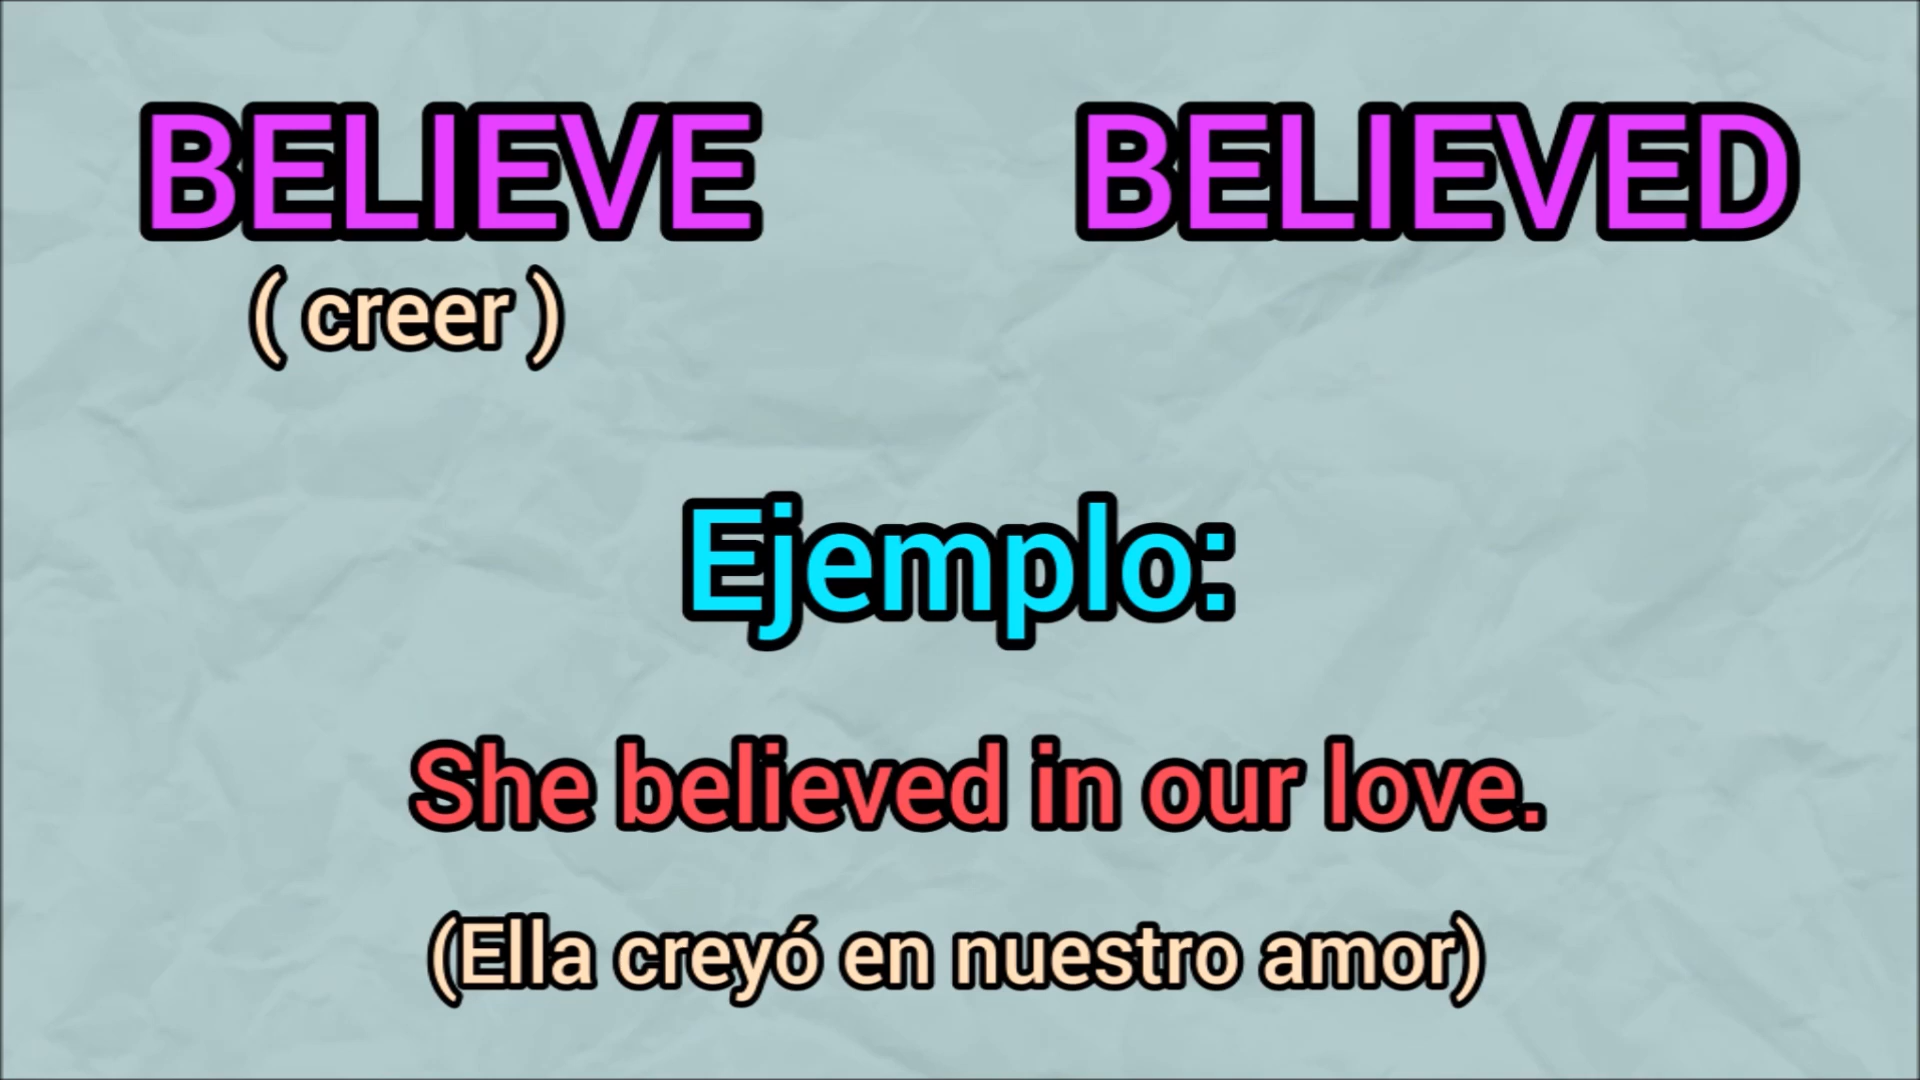 BELIEVE BELIEVED
( creer )
Ejemplo:
She believed in our love.
(Ella creyó en nuestro amor)